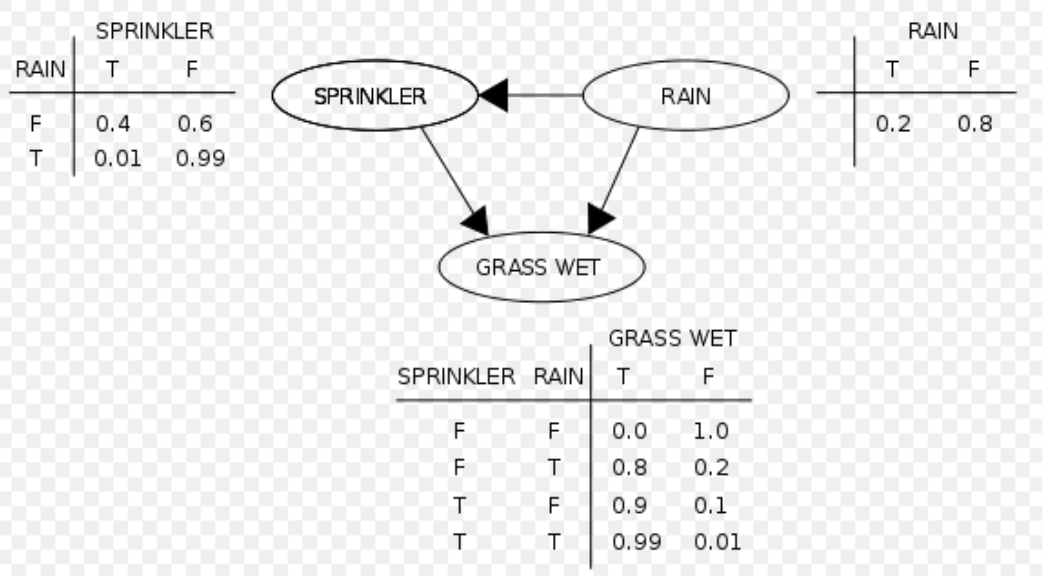 SPRINKLER
RAIN T F
F 0.4 0.6
T 0.01 0.99
SPRINKLER
RAIN
RAIN
T F
0.2 0.8
GRASS WET
GRASS WET
SPRINKLER RAIN T F
F F 0.0 1.0
F T 0.8 0.2
T F 0.9 0.1
T T 0.99 0.01